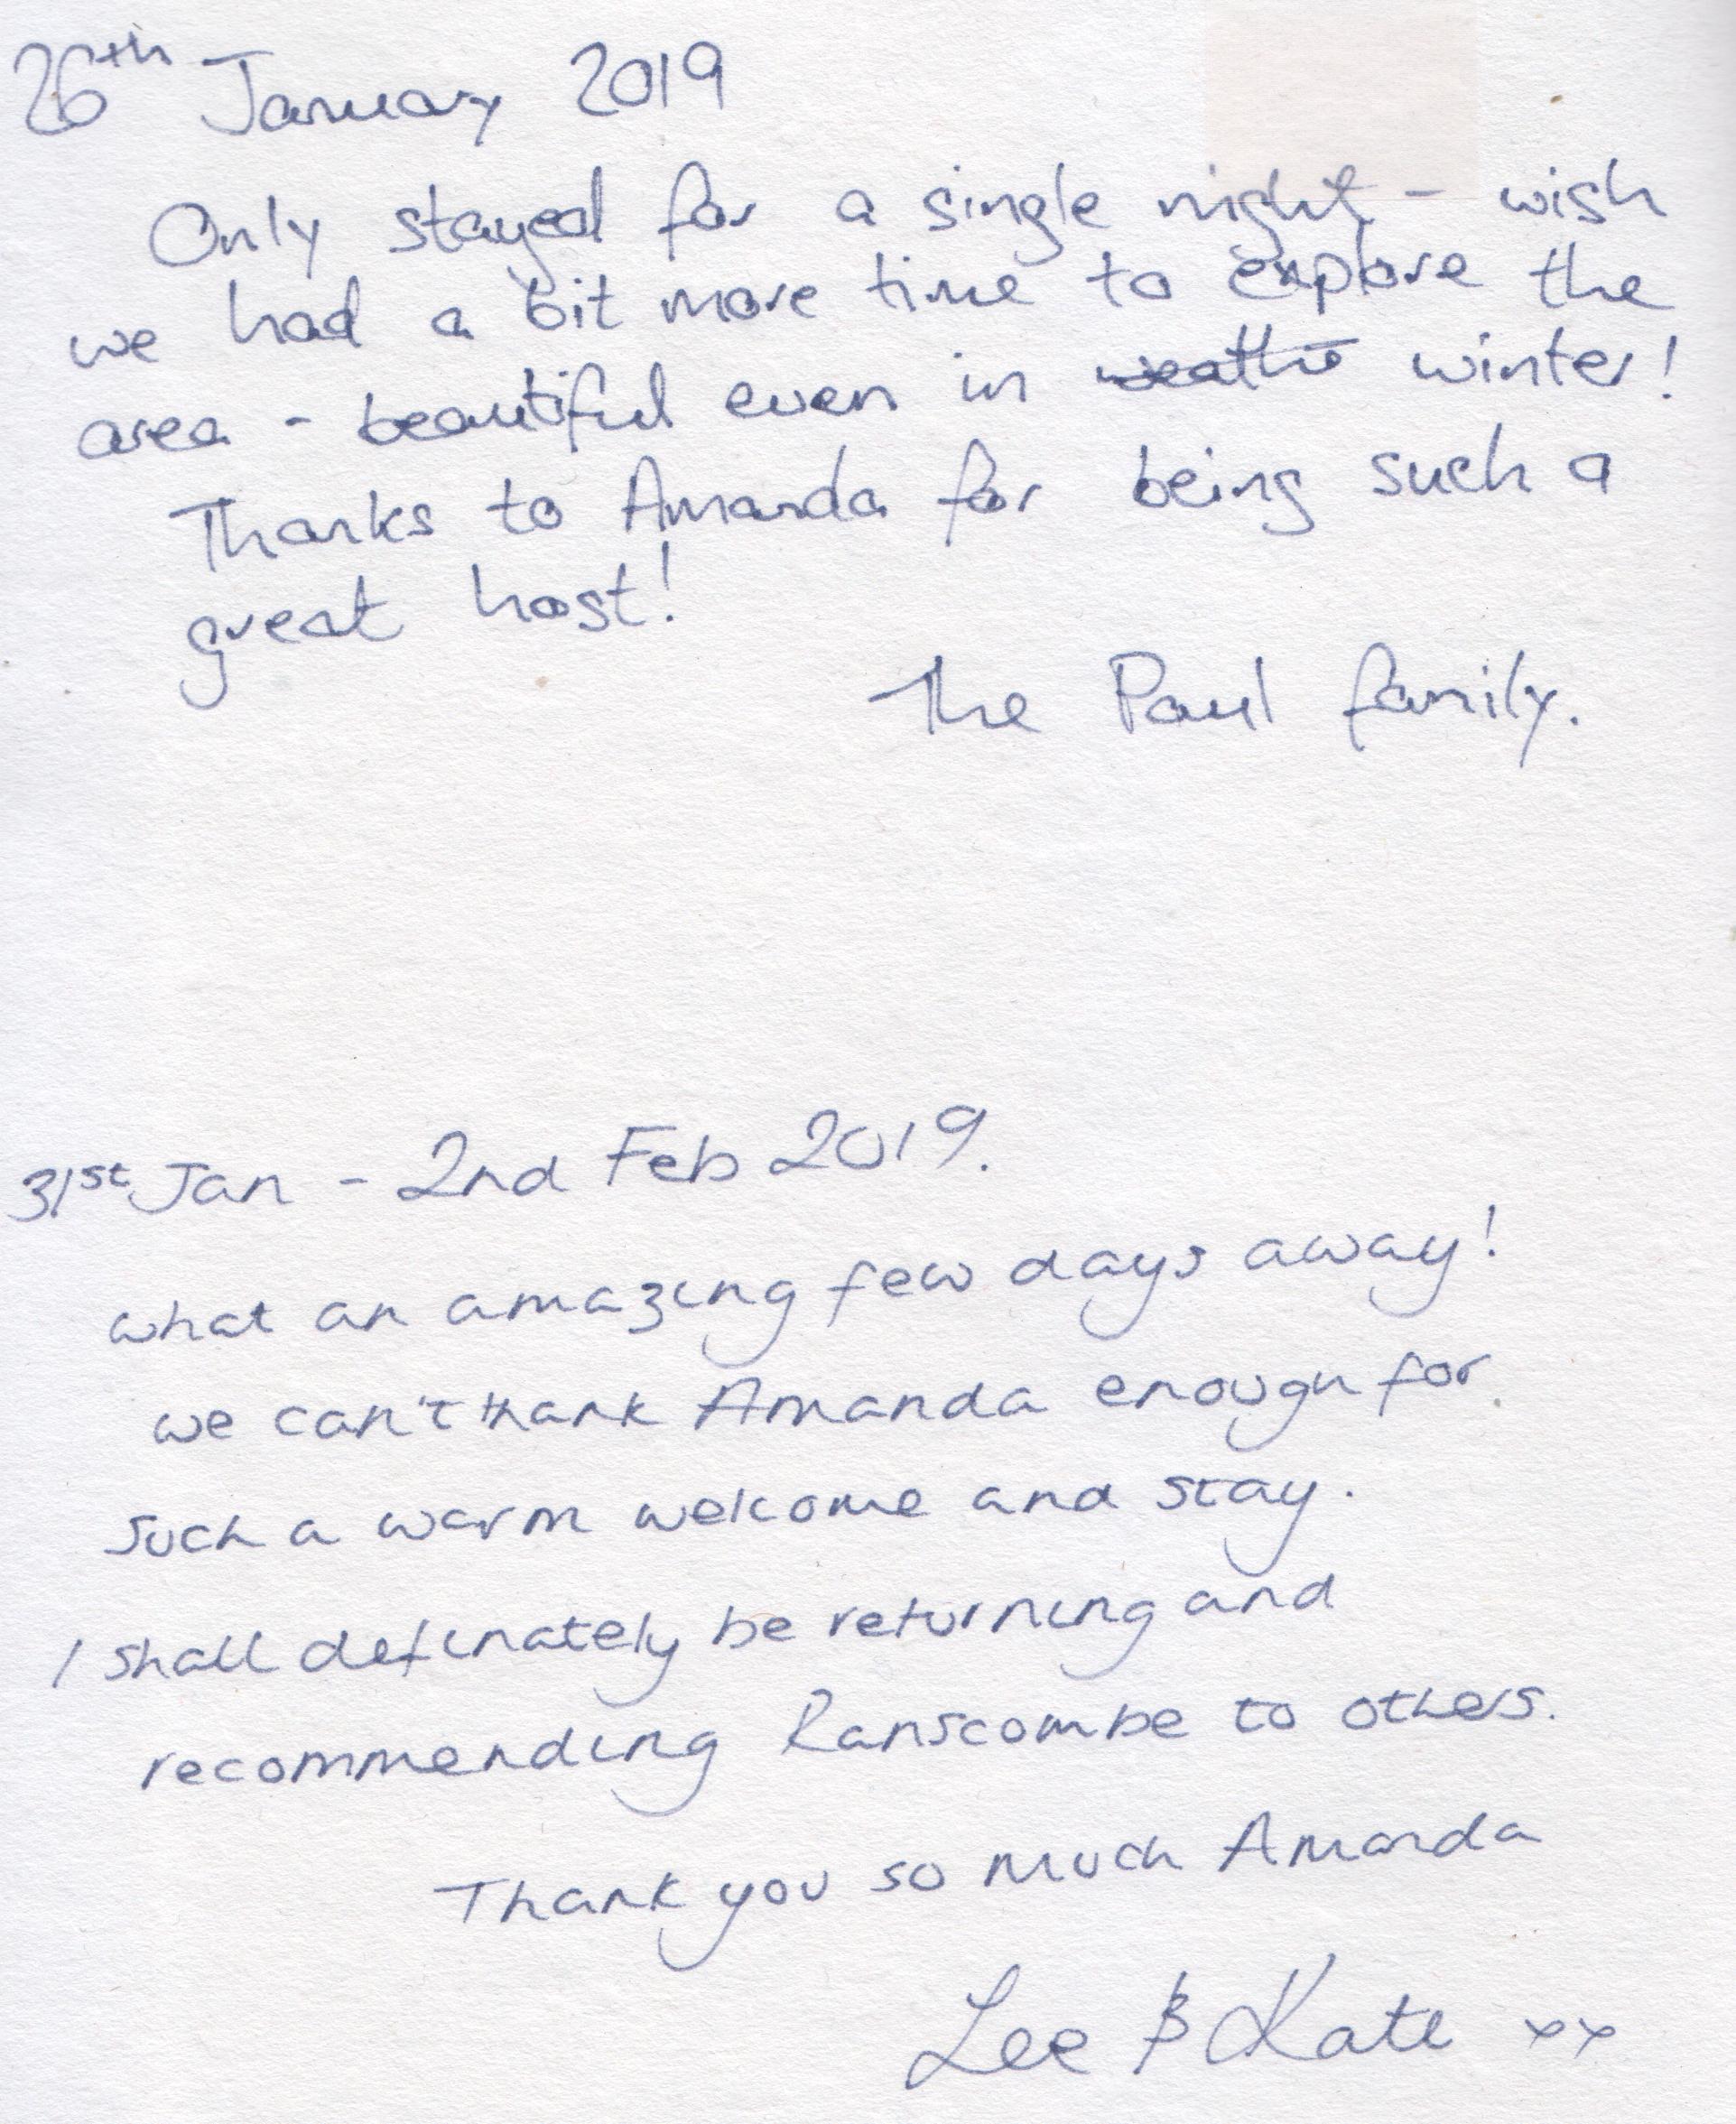 26th January 2019
Only stayed for a single night - wish
we had a bit more time to explore the
area - beautiful even in winter!
Thanks to Amanda for being such a
great host!
The Paul family.
31st Jan - 2nd Feb 2019.
what an amazing few days away!
we can't thank Amanda enough for
such a warm welcome and stay.
I shall definately be returning and
recommending Ranscombe to others.
Thank you so much Amanda
Lee & Kate xx